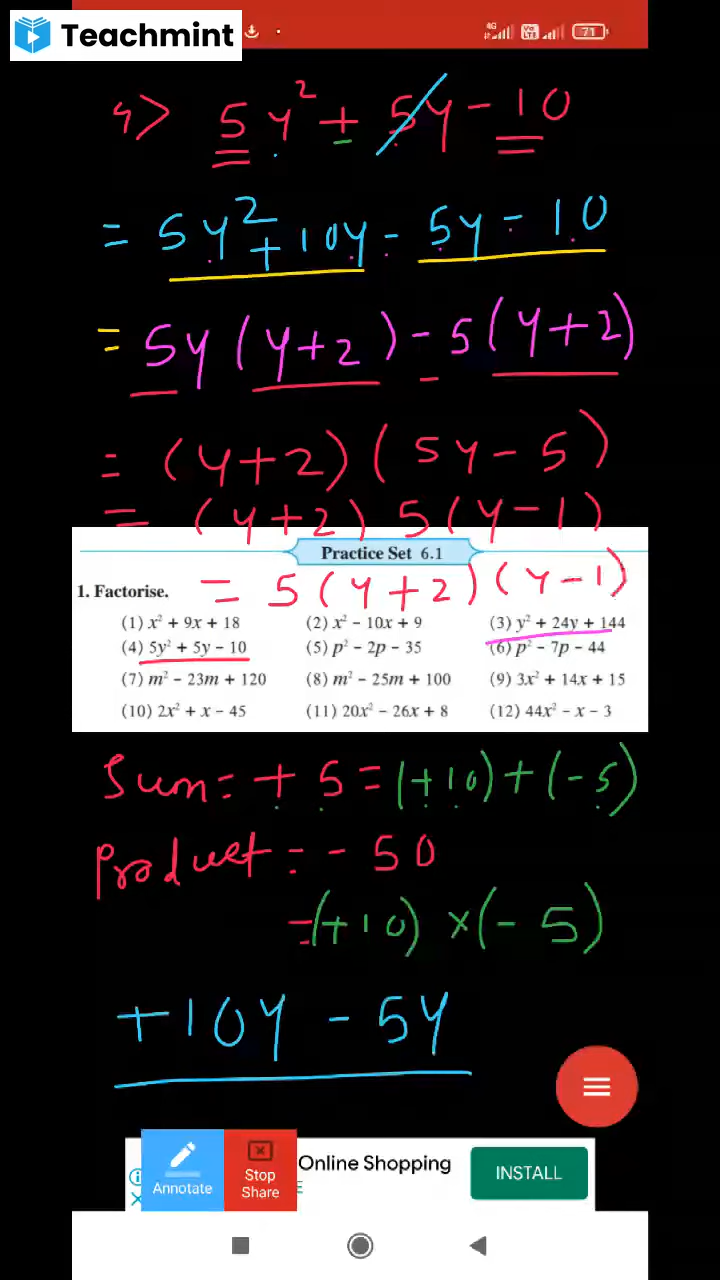 Teachmint
4G VoLTE 71
4> 5y² + 5y - 10
= 5y² + 10y - 5y - 10
= 5y (y+2) - 5 (y+2)
= (y+2) (5y - 5)
= (y+2) 5(y-1)
Practice Set 6.1
1. Factorise. = 5(y+2)(y-1)
(1) x² + 9x + 18 (2) x² - 10x + 9 (3) y² + 24y + 144
(4) 5y² + 5y - 10 (5) p² - 2p - 35 (6) p² - 7p - 44
(7) m² - 23m + 120 (8) m² - 25m + 100 (9) 3x² + 14x + 15
(10) 2x² + x - 45 (11) 20x² - 26x + 8 (12) 44x² - x - 3
Sum = + 5 = (+10) + (-5)
Product = - 50
= (+10) × (-5)
+10y - 5y
Online Shopping
INSTALL
Annotate
Stop
Share
E